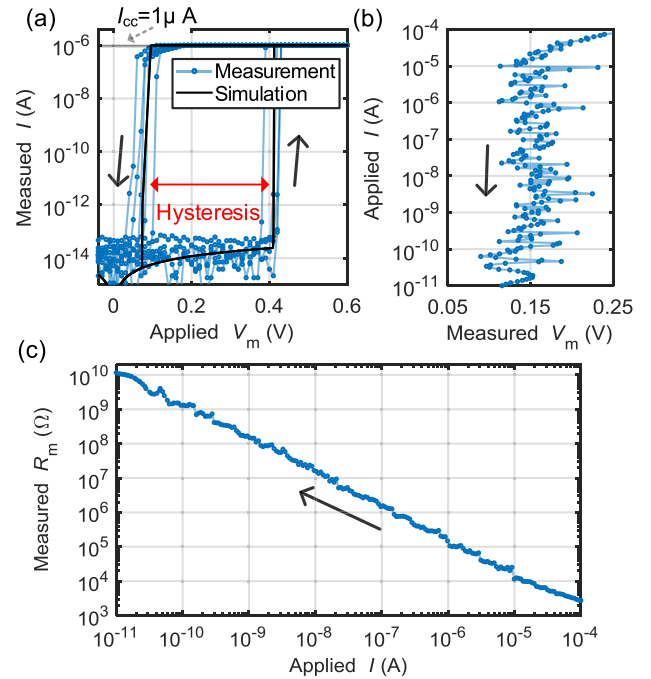 (a)
I_cc=1μ A
10^-6
10^-8
10^-10
10^-12
10^-14
Measued I (A)
Measurement
Simulation
Hysteresis
0 0.2 0.4 0.6
Applied V_m (V)
(b)
10^-4
10^-5
10^-6
10^-7
10^-8
10^-9
10^-10
10^-11
Applied I (A)
0.05 0.15 0.25
Measured V_m (V)
(c)
10^10
10^9
10^8
10^7
10^6
10^5
10^4
10^3
Measured R_m (Ω)
10^-11 10^-10 10^-9 10^-8 10^-7 10^-6 10^-5 10^-4
Applied I (A)